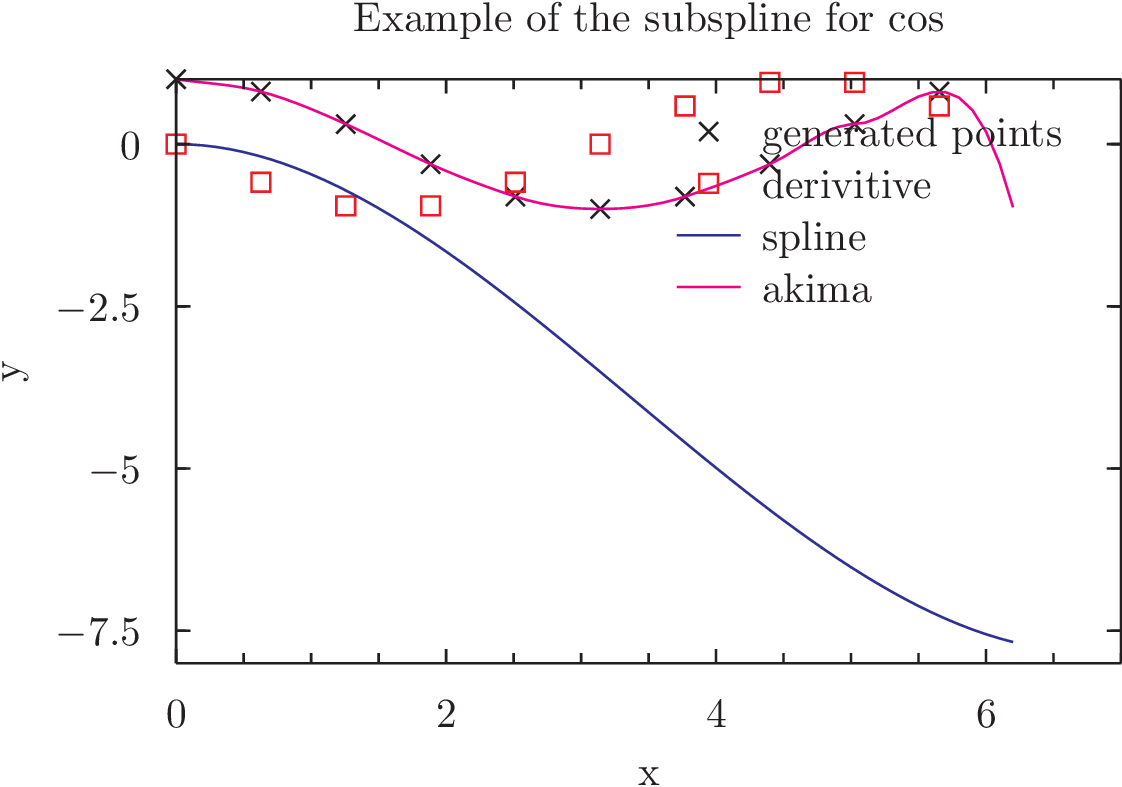 Example of the subspline for cos
generated points
derivitive
spline
akima
0
−2.5
−5
−7.5
y
0 2 4 6
x